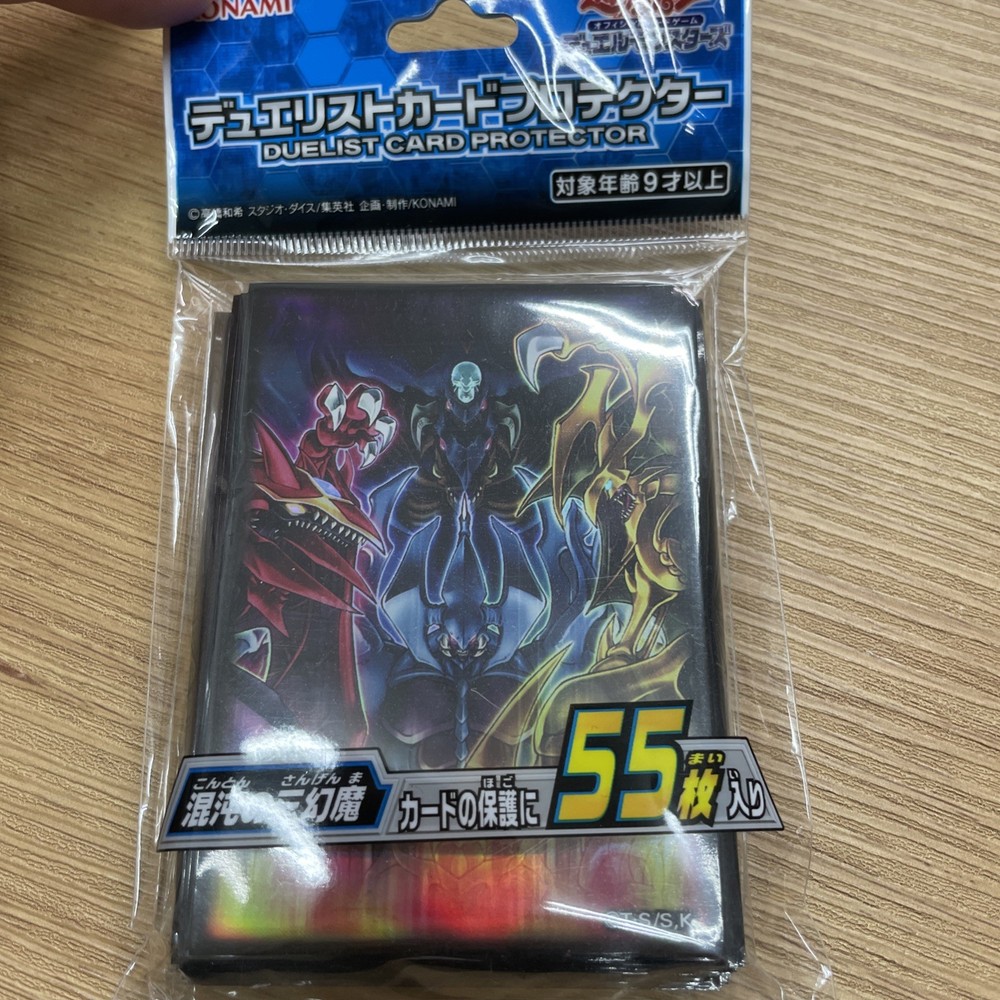 KONAMI
オフィシャルカードゲーム
デュエルモンスターズ
デュエリストカードプロテクター
DUELIST CARD PROTECTOR
対象年齢9才以上
©高橋和希 スタジオ・ダイス/集英社 企画・制作/KONAMI
こんとん さんげんま
混沌の三幻魔
ほご
カードの保護に
まい
55枚入り
S/S,K